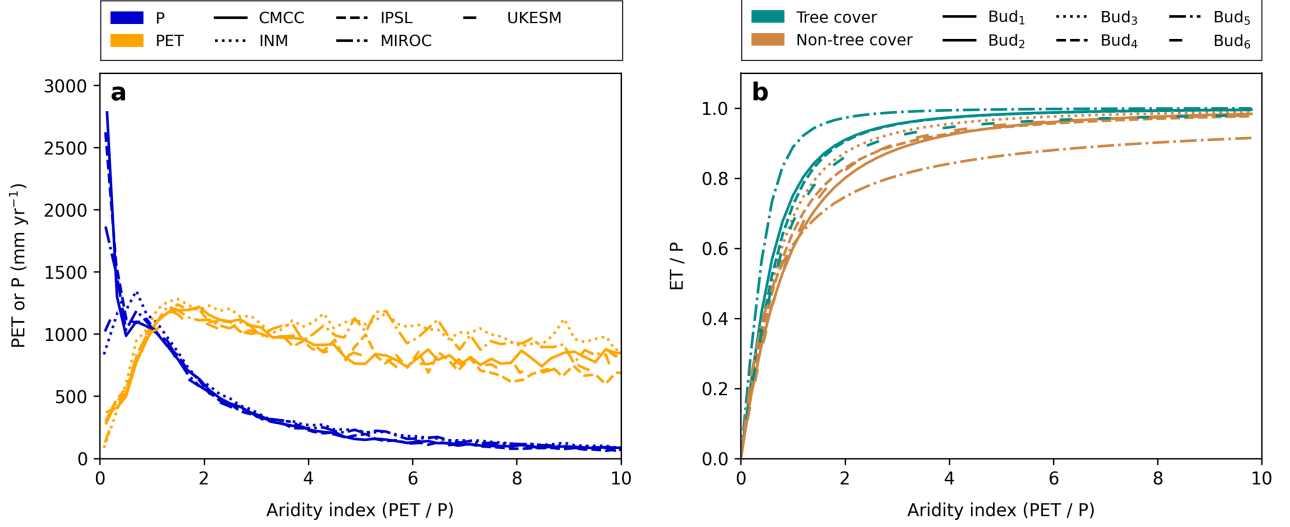 P CMCC IPSL UKESM
PET INM MIROC
a
3000
2500
2000
1500
1000
500
0
PET or P (mm yr⁻¹)
0 2 4 6 8 10
Aridity index (PET / P)
Tree cover Bud₁ Bud₃ Bud₅
Non-tree cover Bud₂ Bud₄ Bud₆
b
1.0
0.8
0.6
0.4
0.2
0.0
ET / P
0 2 4 6 8 10
Aridity index (PET / P)